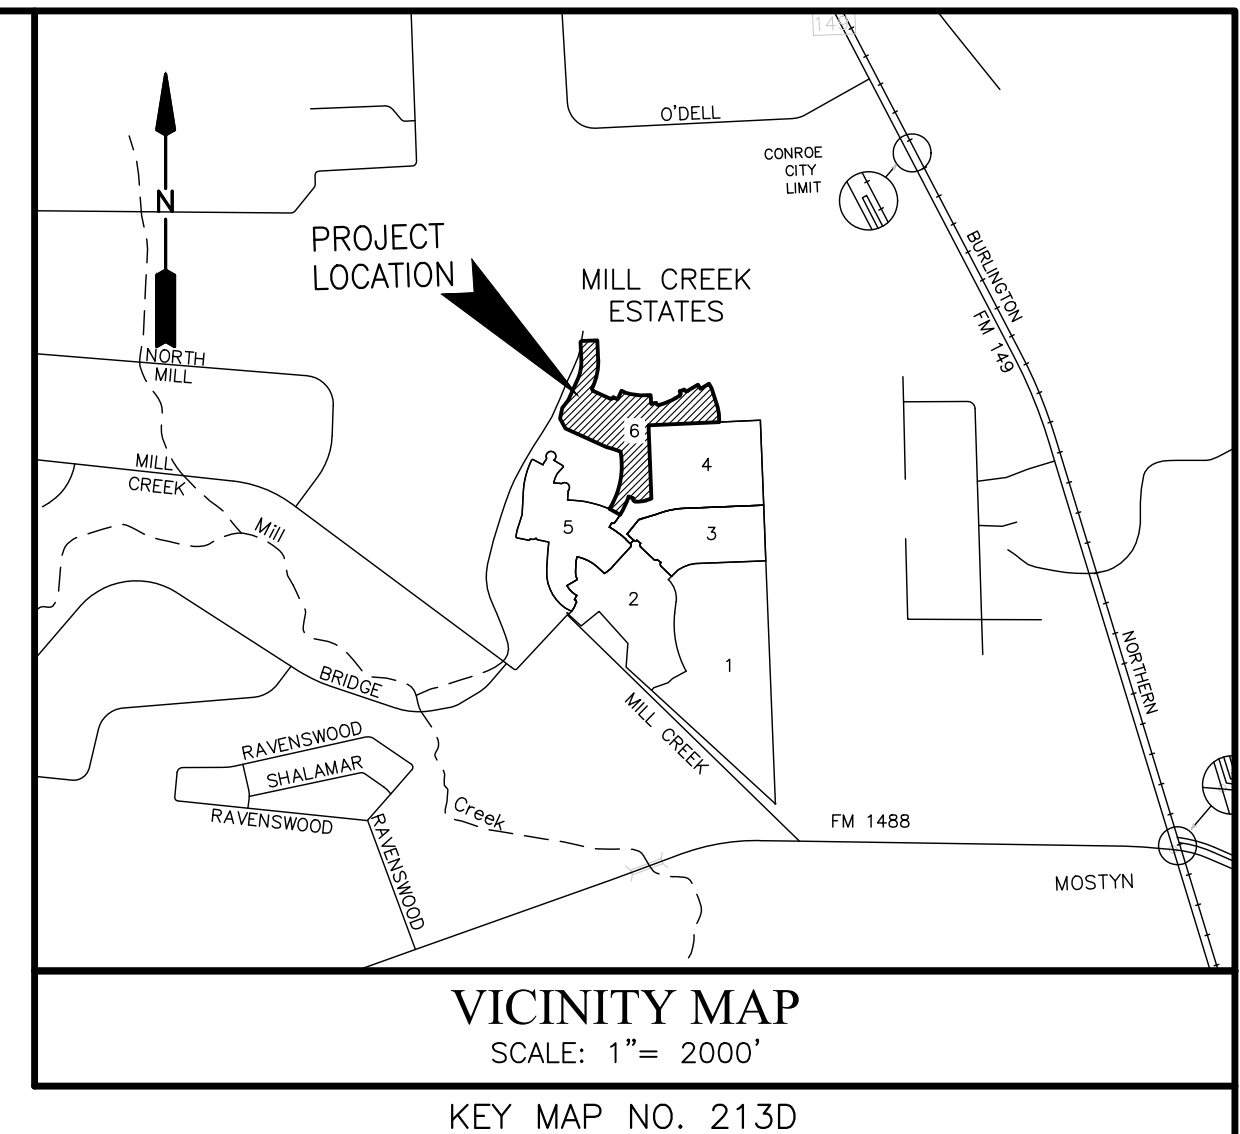 149
O'DELL
CONROE
CITY
LIMIT
N
PROJECT
LOCATION
MILL CREEK
ESTATES
BURLINGTON
FM 149
NORTH
MILL
6
4
MILL
CREEK
Mill
5
3
2
1
BRIDGE
MILL CREEK
NORTHERN
RAVENSWOOD
SHALAMAR
RAVENSWOOD
RAVENSWOOD
Creek
FM 1488
MOSTYN
VICINITY MAP
SCALE: 1"= 2000'
KEY MAP NO. 213D